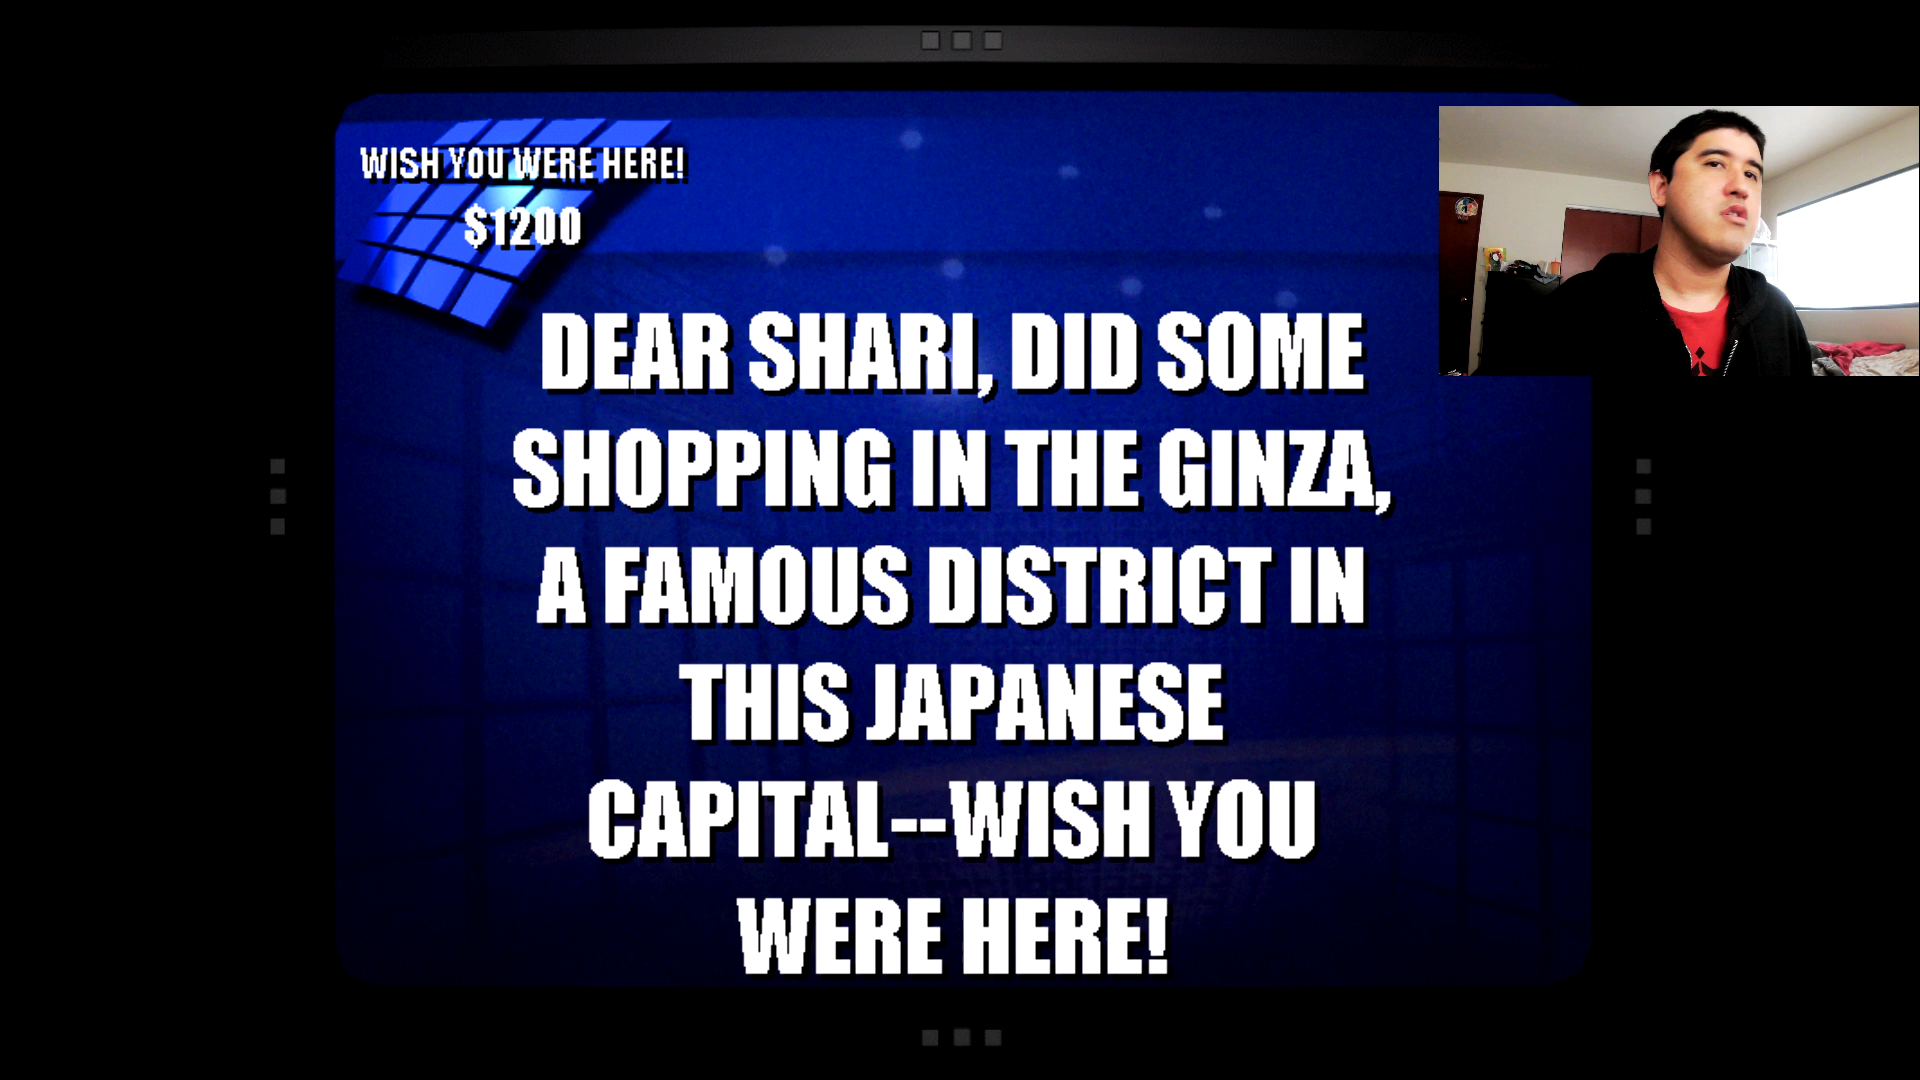 WISH YOU WERE HERE!
$1200
DEAR SHARI, DID SOME
SHOPPING IN THE GINZA,
A FAMOUS DISTRICT IN
THIS JAPANESE
CAPITAL--WISH YOU
WERE HERE!